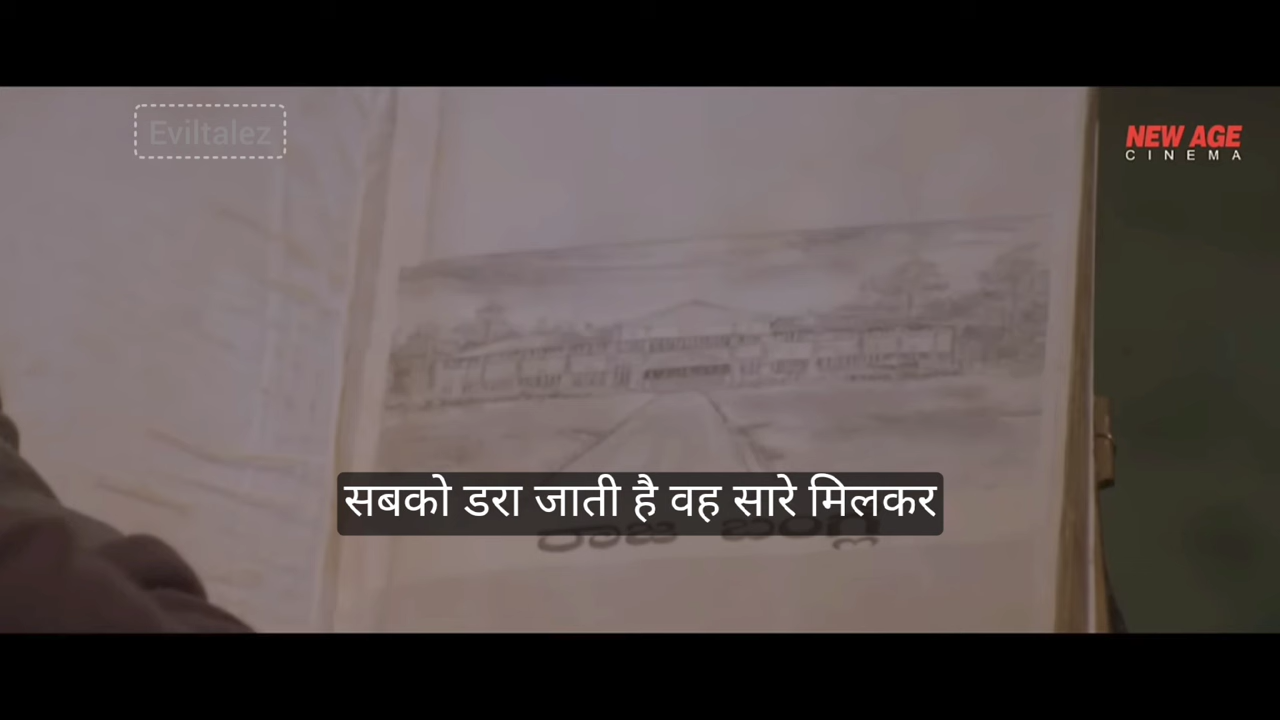 Eviltalez
NEW AGE
CINEMA
सबको डरा जाती है वह सारे मिलकर